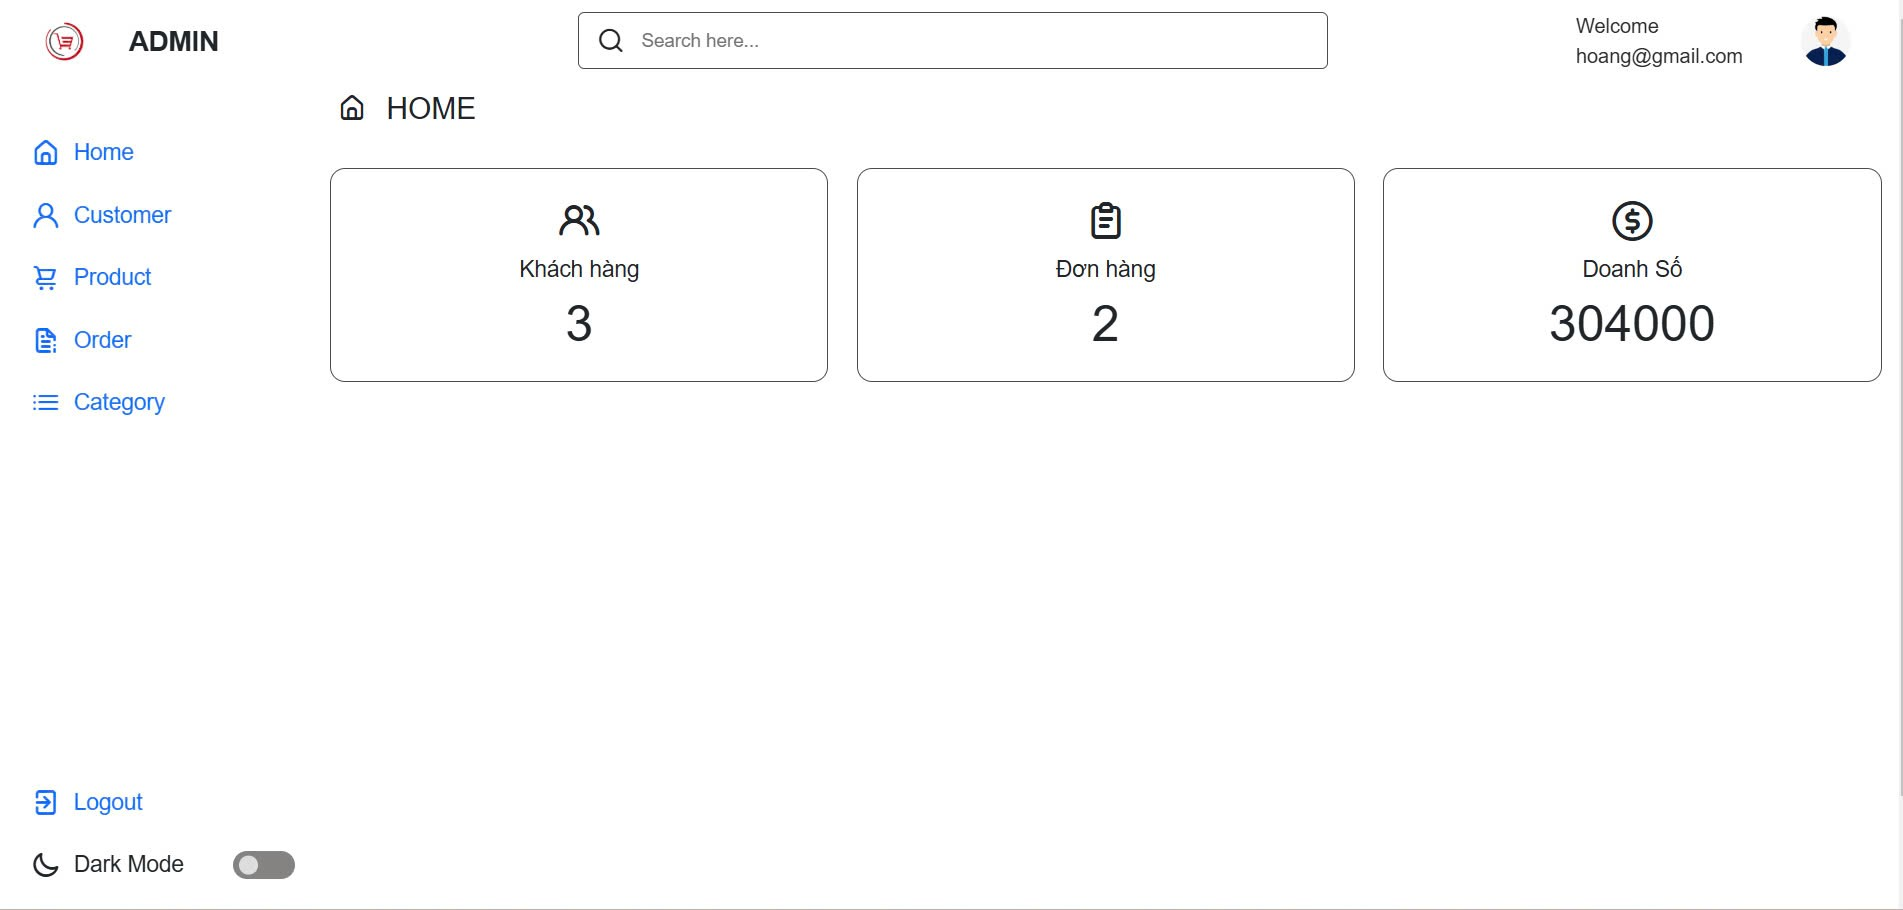 ADMIN
Search here...
Welcome
hoang@gmail.com
HOME
Home
Customer
Product
Order
Category
Khách hàng
3
Đơn hàng
2
Doanh Số
304000
Logout
Dark Mode